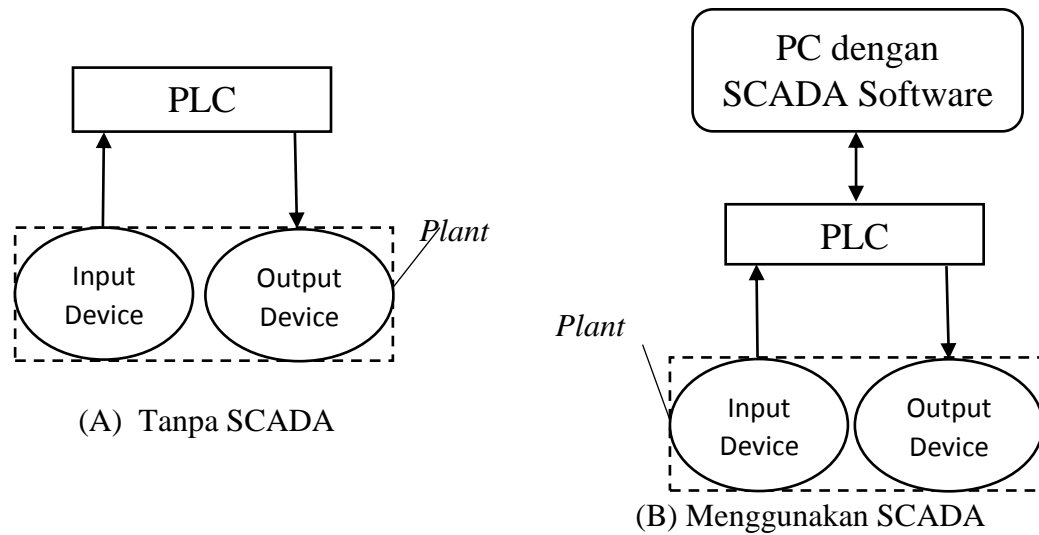 PLC
Plant
Input
Device
Output
Device
(A) Tanpa SCADA
PC dengan
SCADA Software
PLC
Plant
Input
Device
Output
Device
(B) Menggunakan SCADA